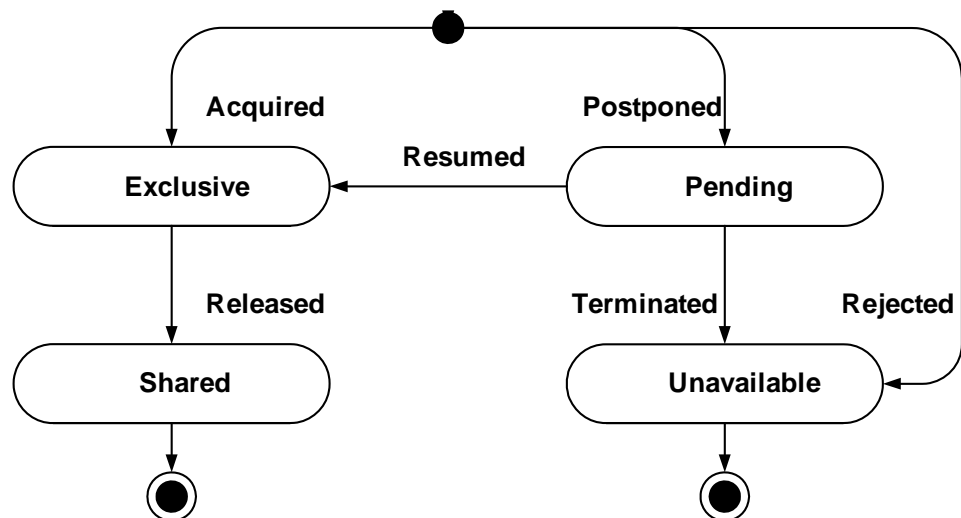 Acquired
Postponed
Resumed
Exclusive
Pending
Released
Terminated
Rejected
Shared
Unavailable